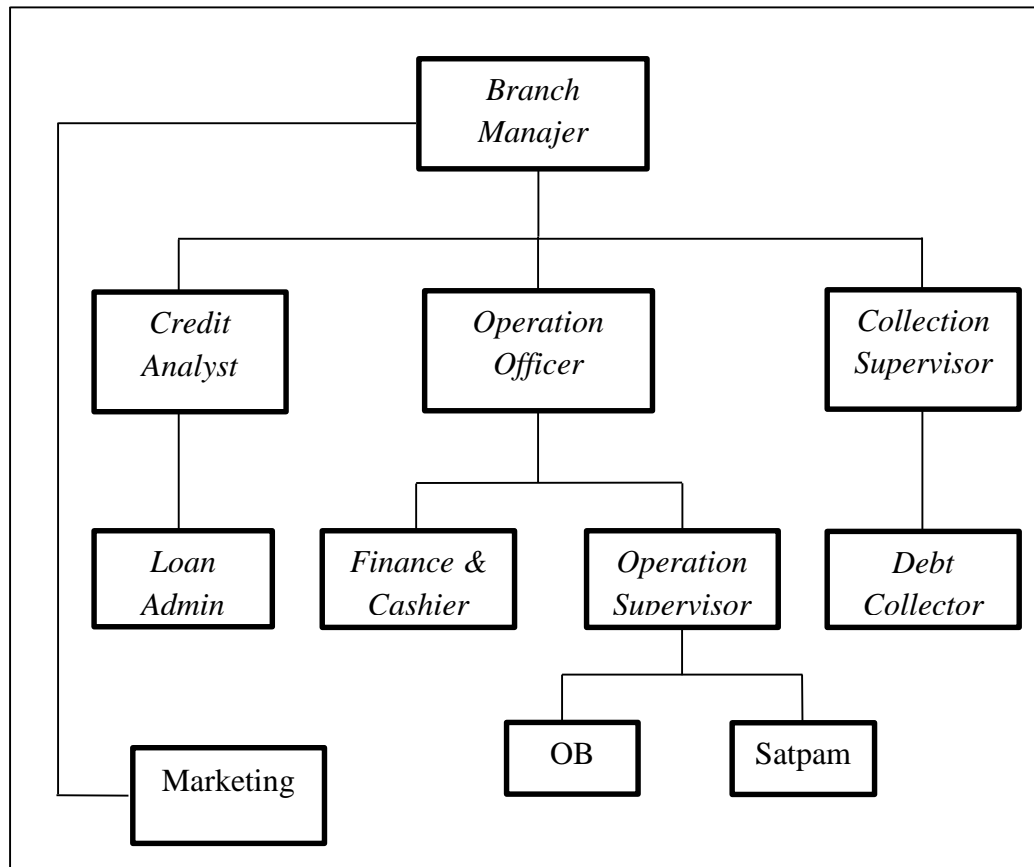 Branch
Manajer
Credit
Analyst
Operation
Officer
Collection
Supervisor
Loan
Admin
Finance &
Cashier
Operation
Supervisor
Debt
Collector
OB
Satpam
Marketing